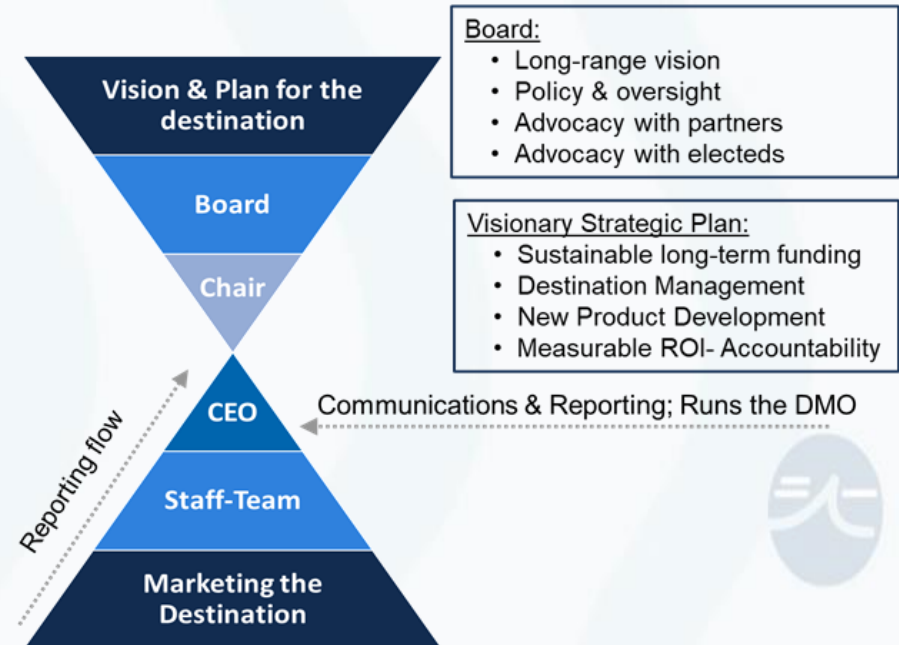 Vision & Plan for the
destination
Board
Chair
CEO
Staff-Team
Marketing the
Destination
Reporting flow
Board:
• Long-range vision
• Policy & oversight
• Advocacy with partners
• Advocacy with electeds
Visionary Strategic Plan:
• Sustainable long-term funding
• Destination Management
• New Product Development
• Measurable ROI- Accountability
Communications & Reporting; Runs the DMO